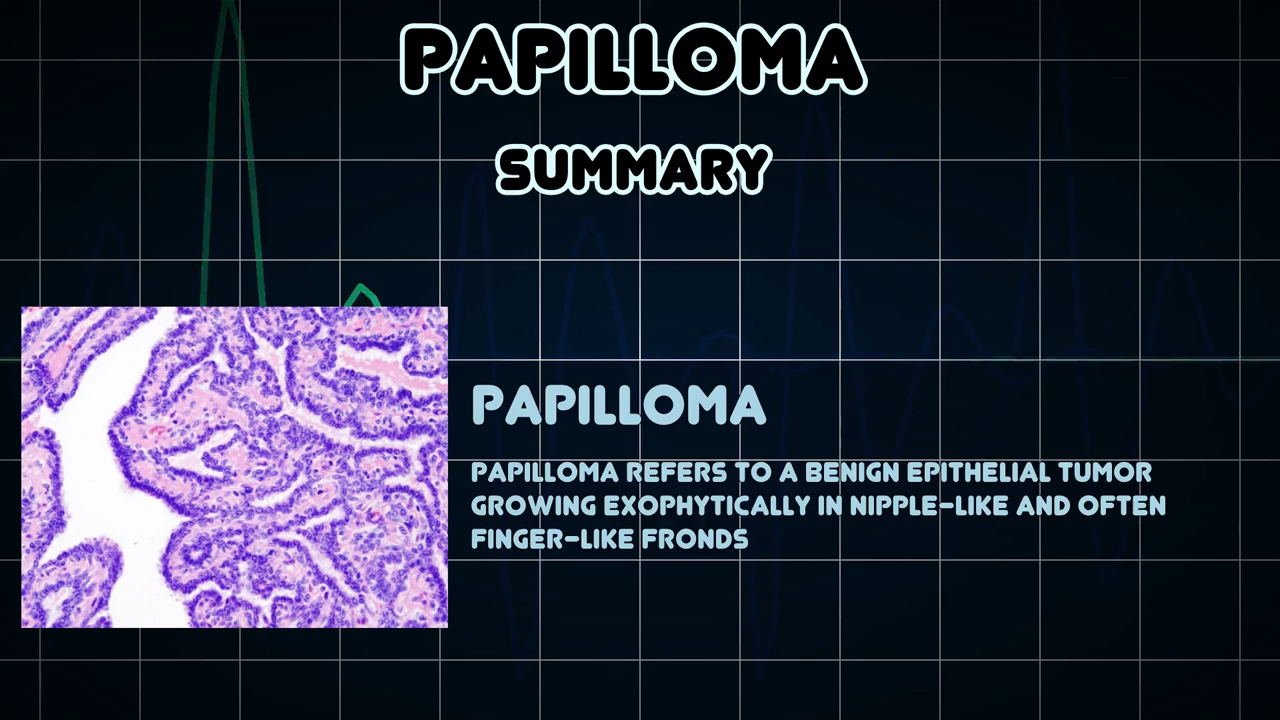 PAPILLOMA
SUMMARY
PAPILLOMA
PAPILLOMA REFERS TO A BENIGN EPITHELIAL TUMOR
GROWING EXOPHYTICALLY IN NIPPLE-LIKE AND OFTEN
FINGER-LIKE FRONDS